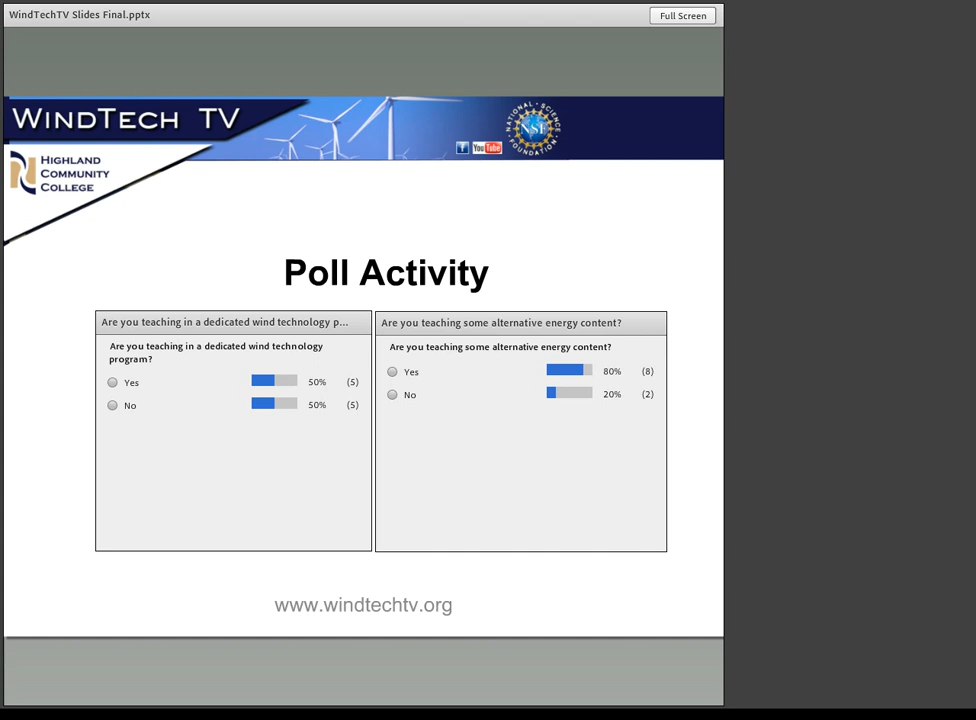 WindTechTV Slides Final.pptx
Full Screen
WINDTECH TV
NATIONAL SCIENCE FOUNDATION
NSF
f
YouTube
HIGHLAND
COMMUNITY
COLLEGE
Poll Activity
Are you teaching in a dedicated wind technology p...
Are you teaching in a dedicated wind technology
program?
Yes 50% (5)
No 50% (5)
Are you teaching some alternative energy content?
Are you teaching some alternative energy content?
Yes 80% (8)
No 20% (2)
www.windtechtv.org